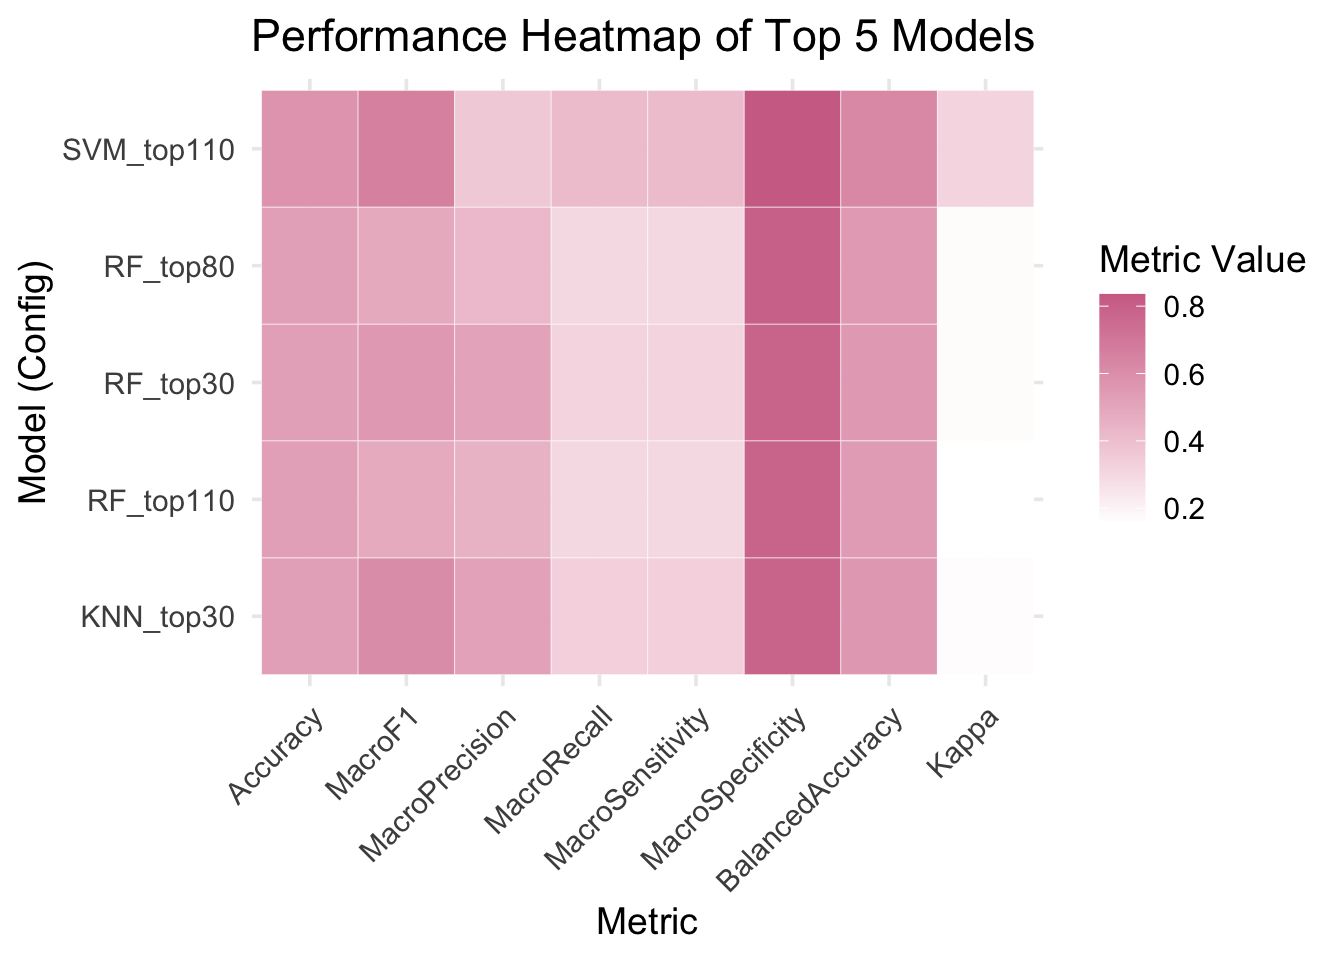 Performance Heatmap of Top 5 Models
Model (Config)
SVM_top110
RF_top80
RF_top30
RF_top110
KNN_top30
Accuracy
MacroF1
MacroPrecision
MacroRecall
MacroSensitivity
MacroSpecificity
BalancedAccuracy
Kappa
Metric
Metric Value
0.8
0.6
0.4
0.2